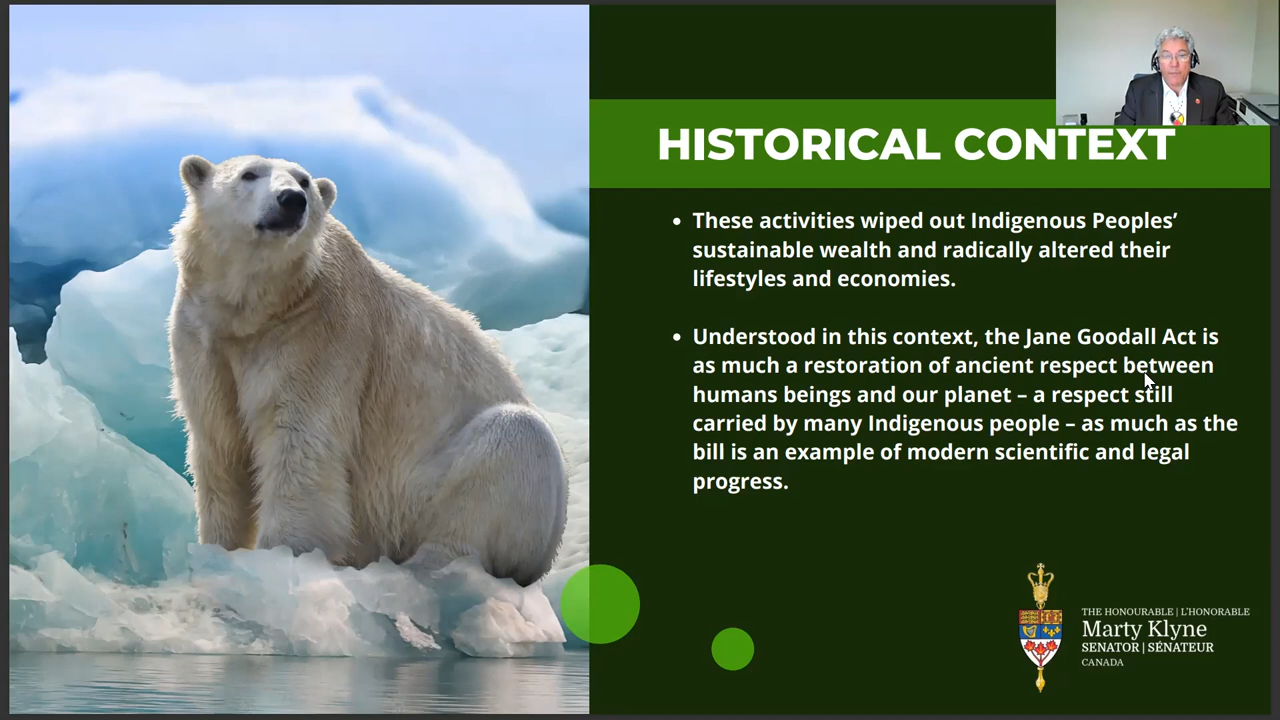 HISTORICAL CONTEXT
• These activities wiped out Indigenous Peoples’
sustainable wealth and radically altered their
lifestyles and economies.
• Understood in this context, the Jane Goodall Act is
as much a restoration of ancient respect between
humans beings and our planet – a respect still
carried by many Indigenous people – as much as the
bill is an example of modern scientific and legal
progress.
THE HONOURABLE | L'HONORABLE
Marty Klyne
SENATOR | SÉNATEUR
CANADA